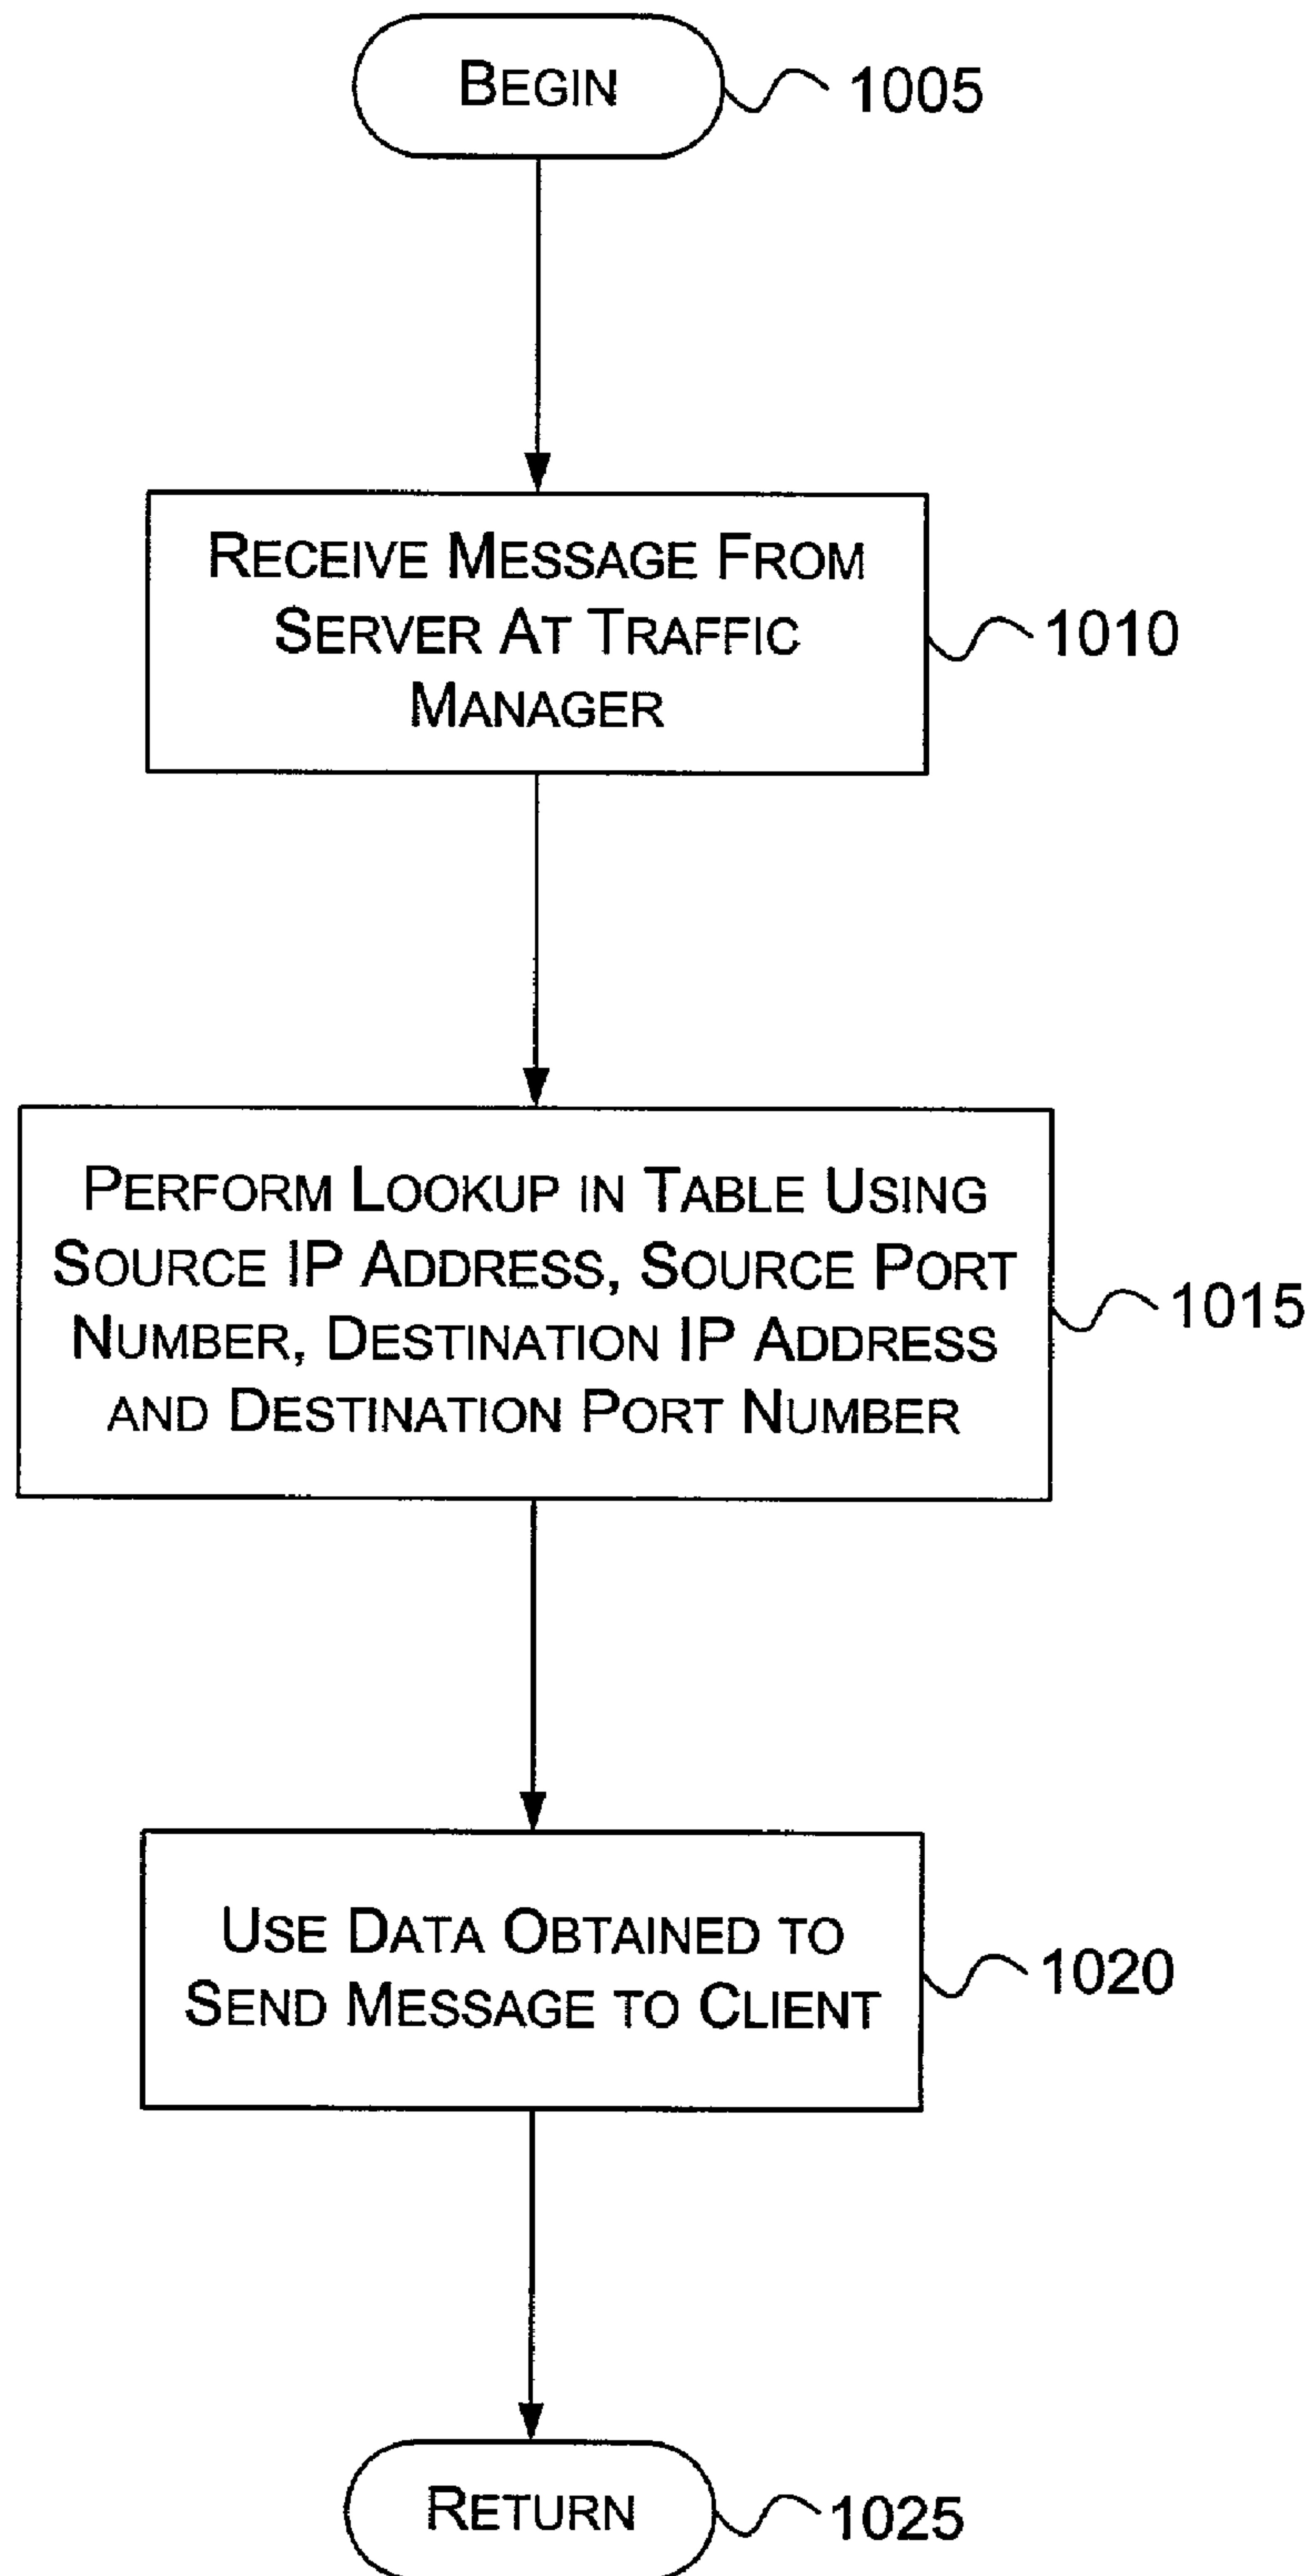 BEGIN
1005
RECEIVE MESSAGE FROM
SERVER AT TRAFFIC
MANAGER
1010
PERFORM LOOKUP IN TABLE USING
SOURCE IP ADDRESS, SOURCE PORT
NUMBER, DESTINATION IP ADDRESS
AND DESTINATION PORT NUMBER
1015
USE DATA OBTAINED TO
SEND MESSAGE TO CLIENT
1020
RETURN
1025